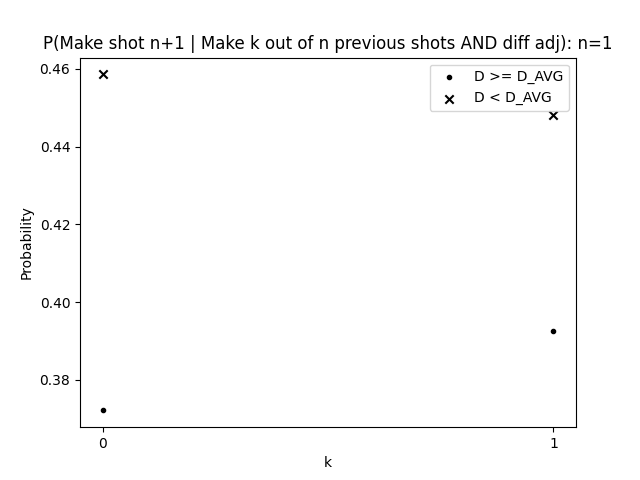 P(Make shot n+1 | Make k out of n previous shots AND diff adj): n=1
0.46
0.44
0.42
0.40
0.38
Probability
D >= D_AVG
D < D_AVG
0
1
k